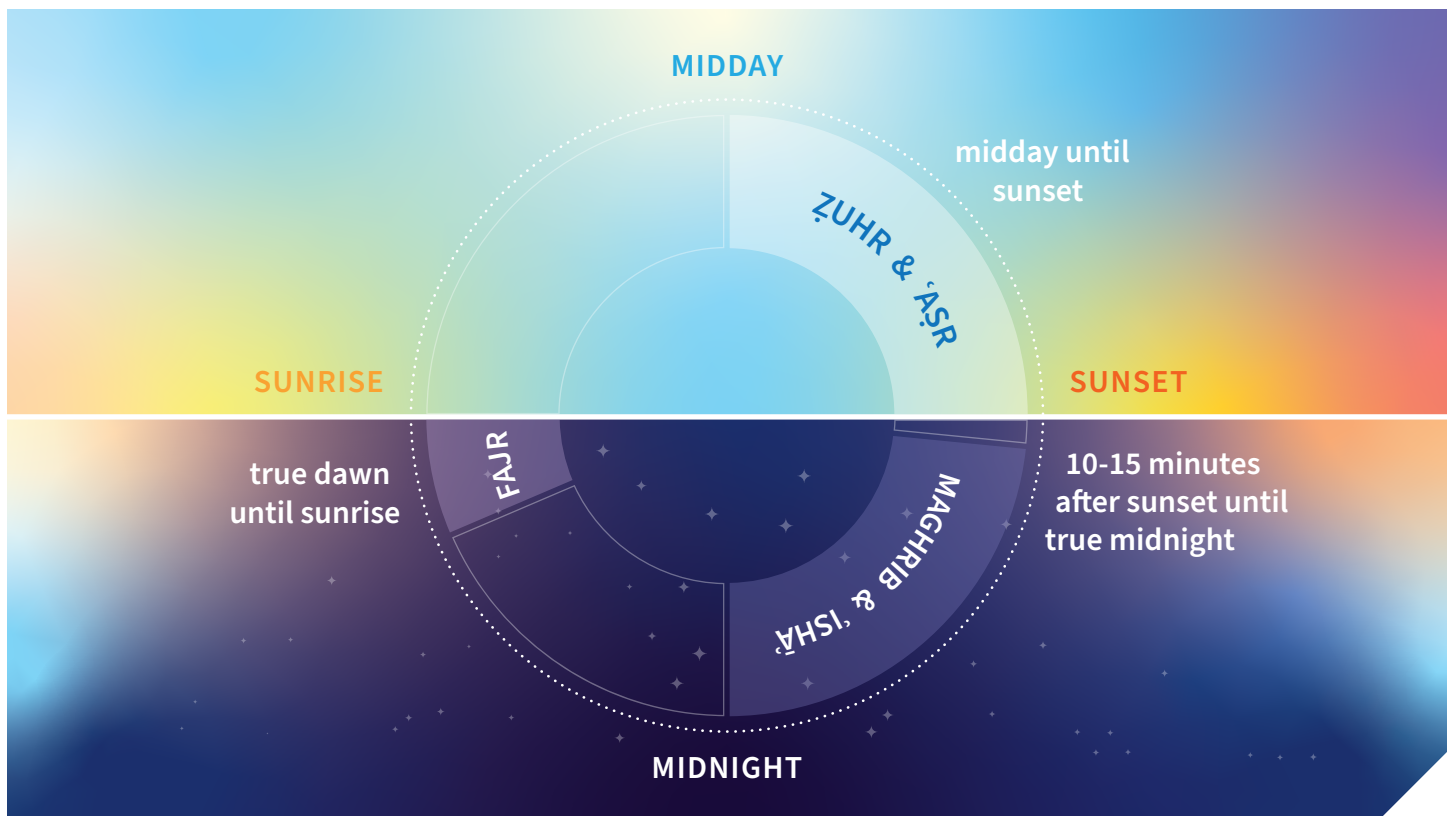 MIDDAY
midday until
sunset
ẒUHR & ʿAṢR
SUNRISE
SUNSET
FAJR
true dawn
until sunrise
10-15 minutes
after sunset until
true midnight
MAGHRIB & ʿISHĀʾ
MIDNIGHT